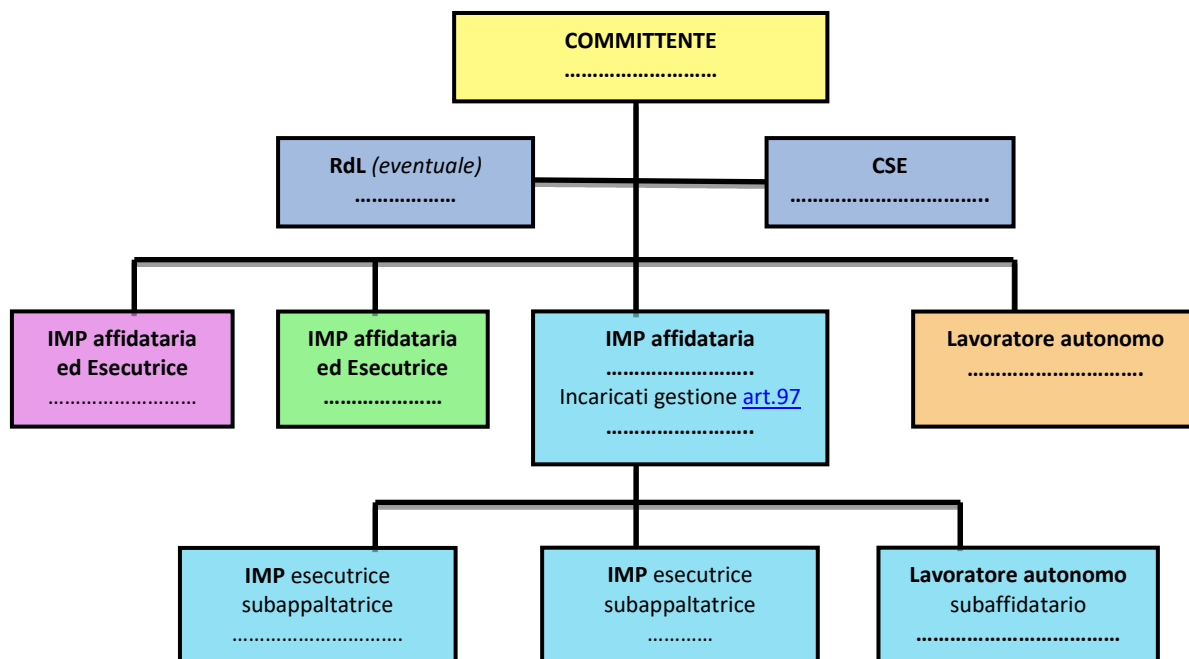 COMMITTENTE
………………………
RdL (eventuale)
………………
CSE
……………………………..
IMP affidataria
ed Esecutrice
………………………
IMP affidataria
ed Esecutrice
…………………
IMP affidataria
……………………..
Incaricati gestione art.97
……………………..
Lavoratore autonomo
………………………….
IMP esecutrice
subappaltatrice
………………………….
IMP esecutrice
subappaltatrice
…………
Lavoratore autonomo
subaffidatario
………………………………